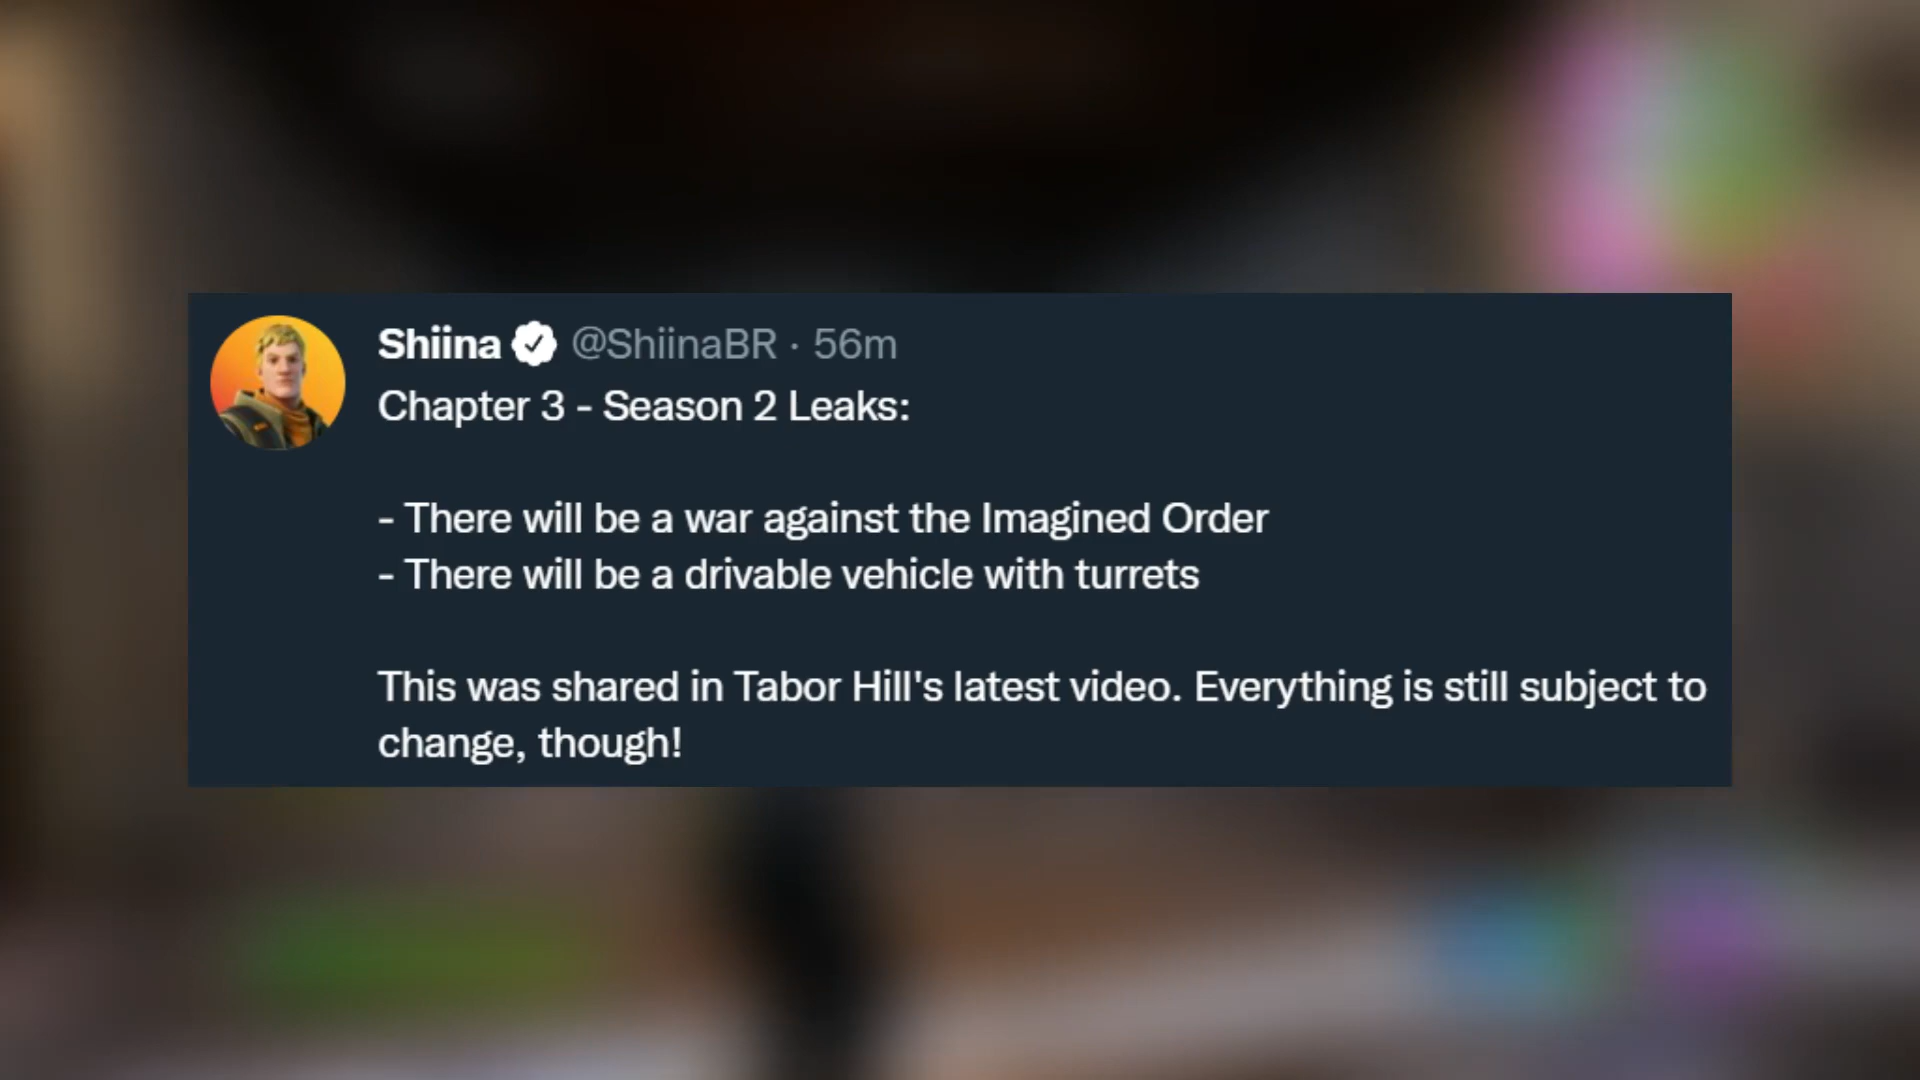 Shiina @ShiinaBR · 56m
Chapter 3 - Season 2 Leaks:
- There will be a war against the Imagined Order
- There will be a drivable vehicle with turrets
This was shared in Tabor Hill's latest video. Everything is still subject to
change, though!